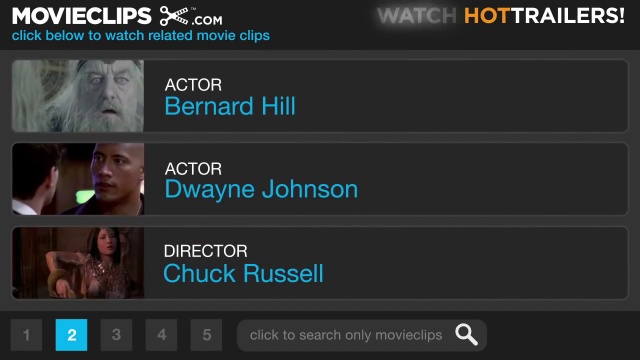 MOVIECLIPS ™ .COM
WATCH HOTTRAILERS!
click below to watch related movie clips
ACTOR
Bernard Hill
ACTOR
Dwayne Johnson
DIRECTOR
Chuck Russell
1 2 3 4 5 click to search only movieclips